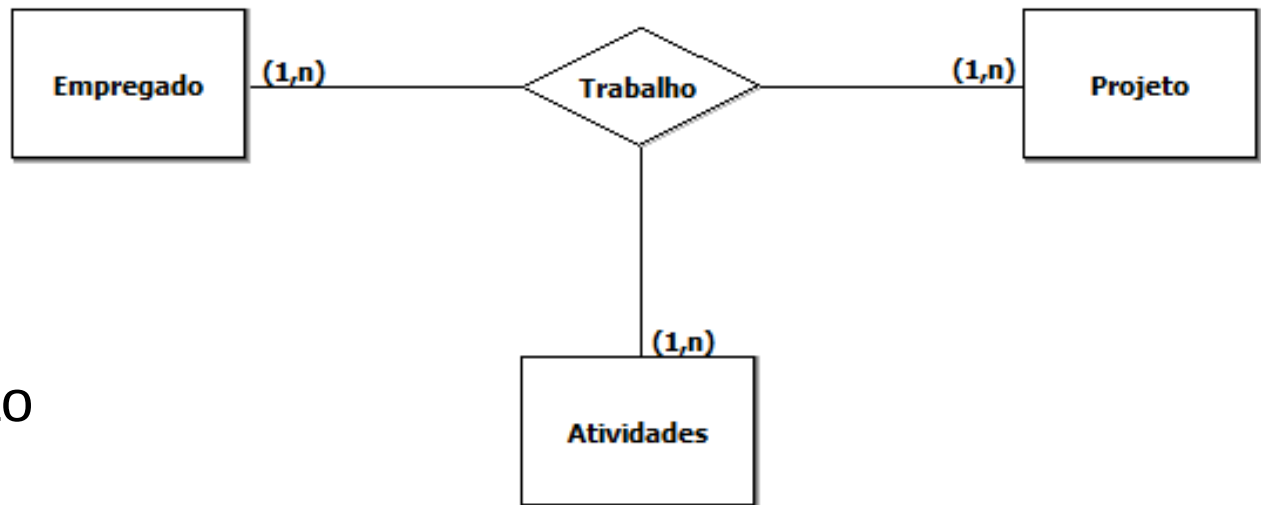 Empregado
(1,n)
Trabalho
(1,n)
Projeto
(1,n)
Atividades